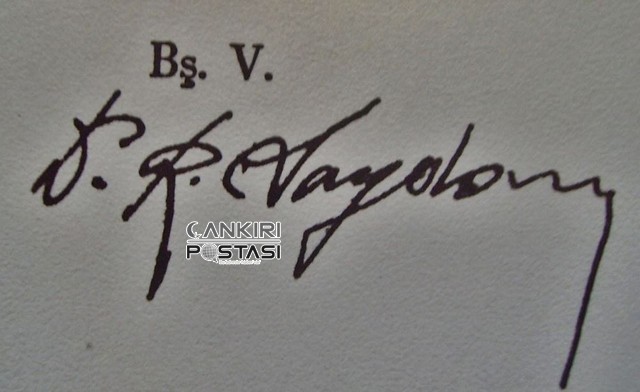 Bş. V.
D. R. Saydam
ÇANKIRI
POSTASI